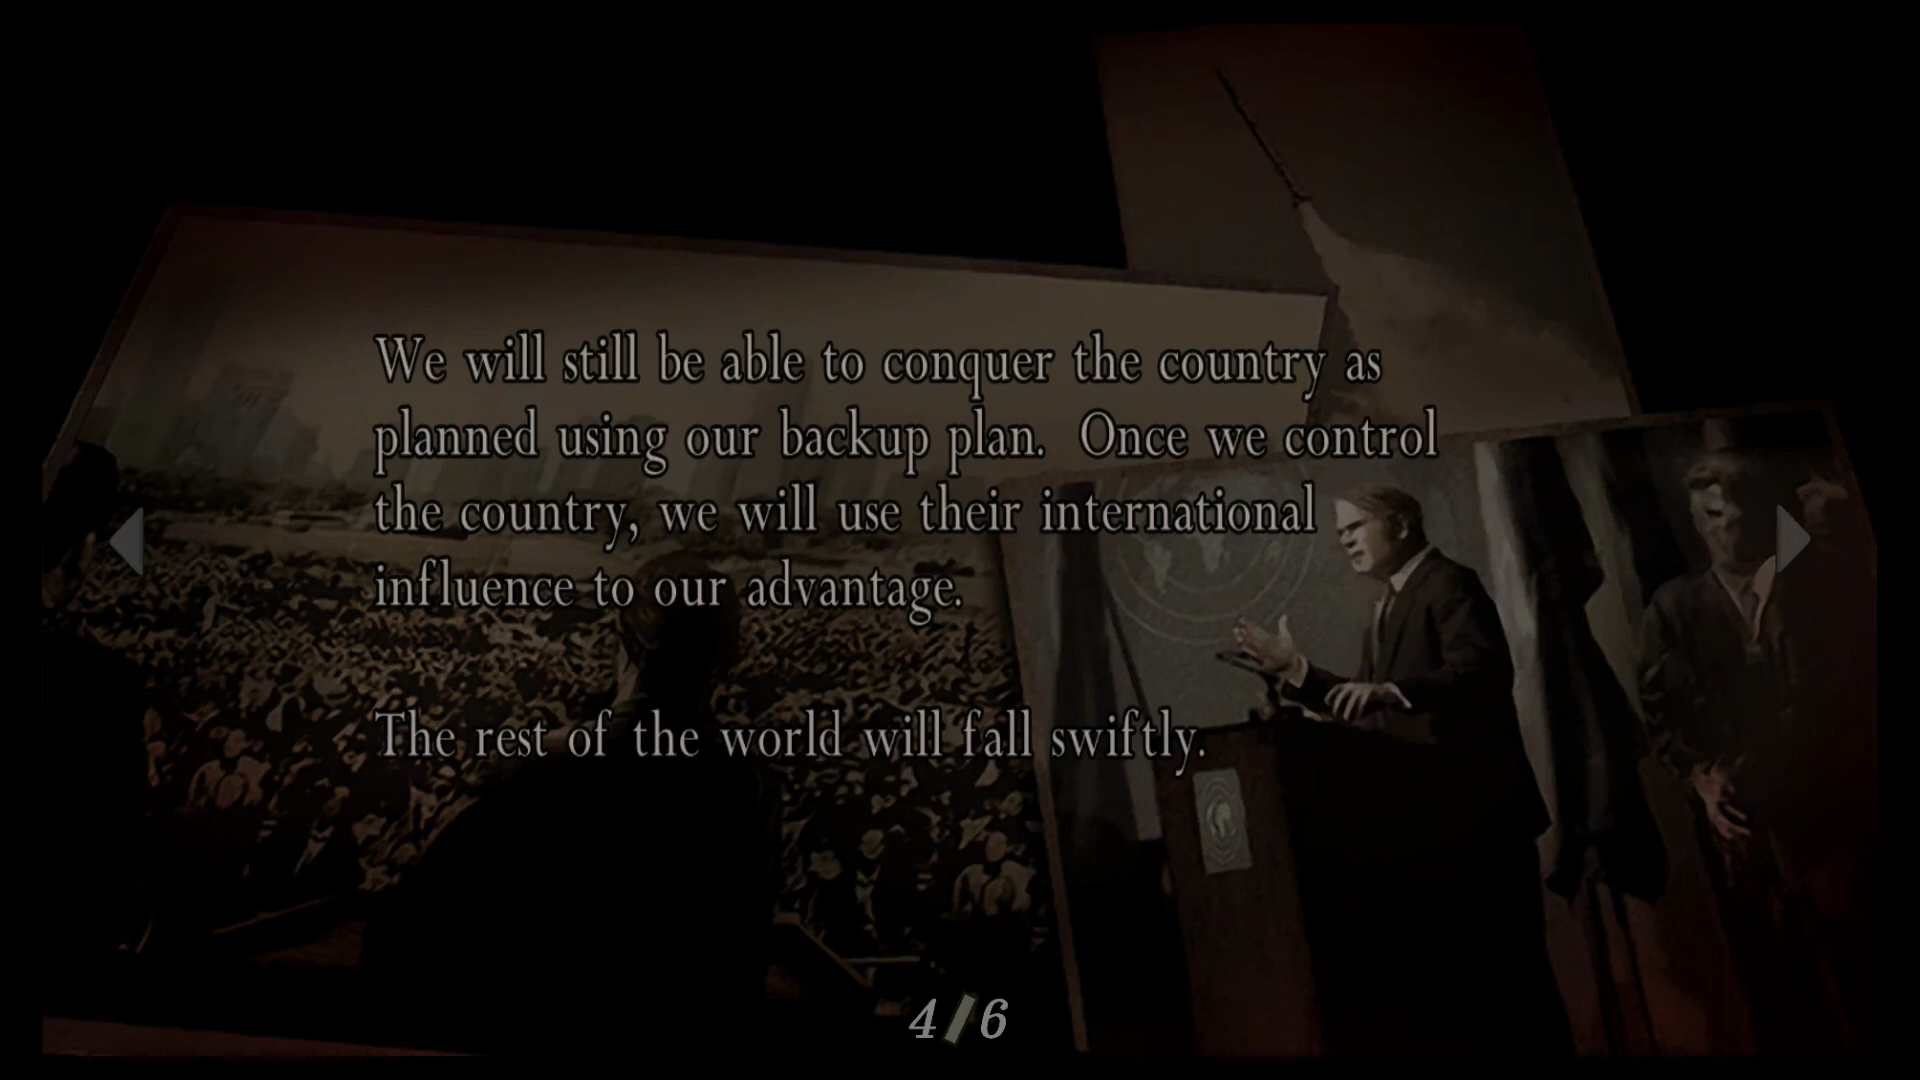 We will still be able to conquer the country as
planned using our backup plan.  Once we control
the country, we will use their international
influence to our advantage.
The rest of the world will fall swiftly.
4/6